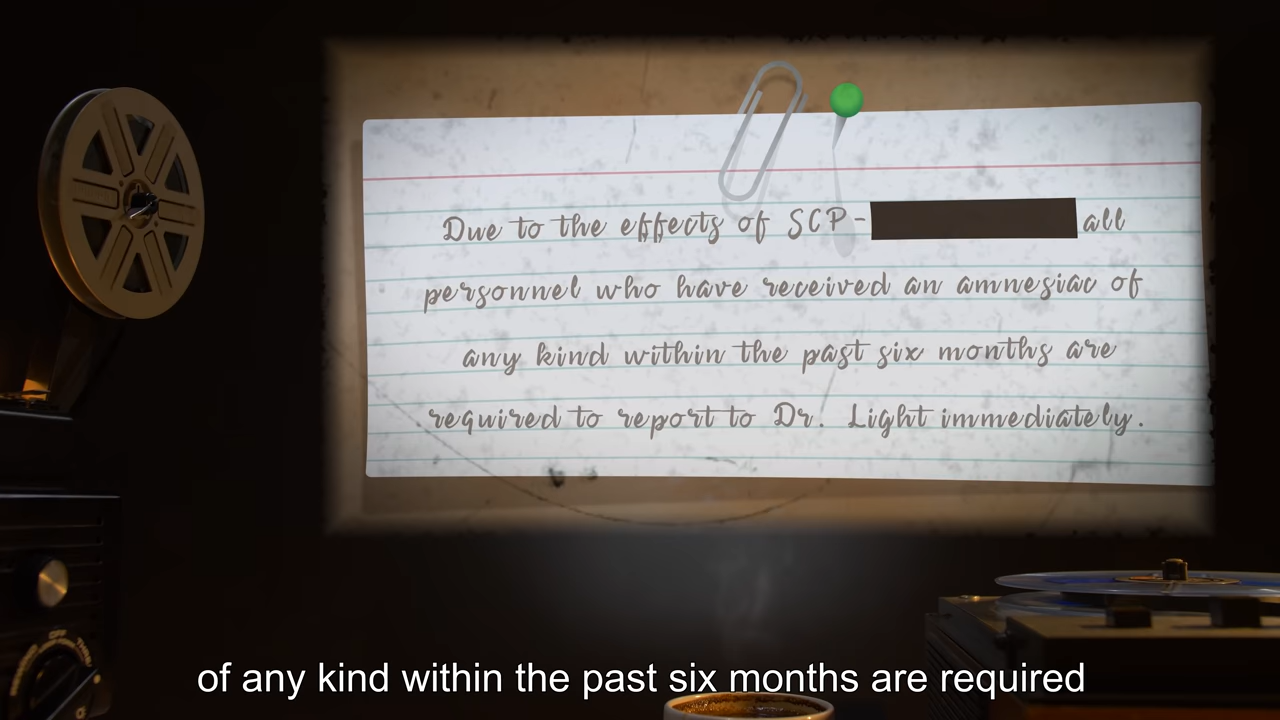 Due to the effects of SCP- all
personnel who have received an amnesiac of
any kind within the past six months are
required to report to Dr. Light immediately.
of any kind within the past six months are required